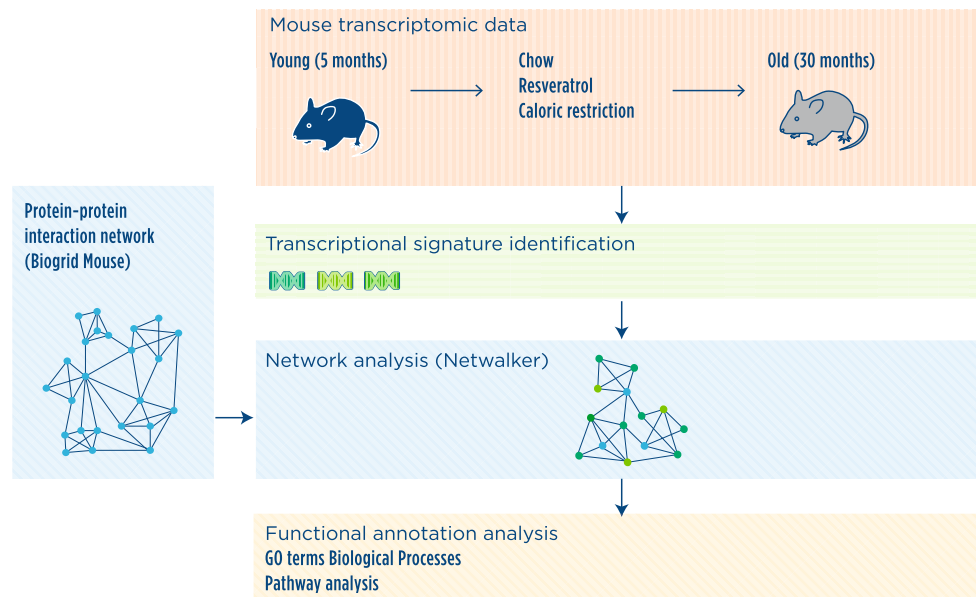 Mouse transcriptomic data
Young (5 months)
Chow
Resveratrol
Caloric restriction
Old (30 months)
Protein-protein
interaction network
(Biogrid Mouse)
Transcriptional signature identification
Network analysis (Netwalker)
Functional annotation analysis
GO terms Biological Processes
Pathway analysis